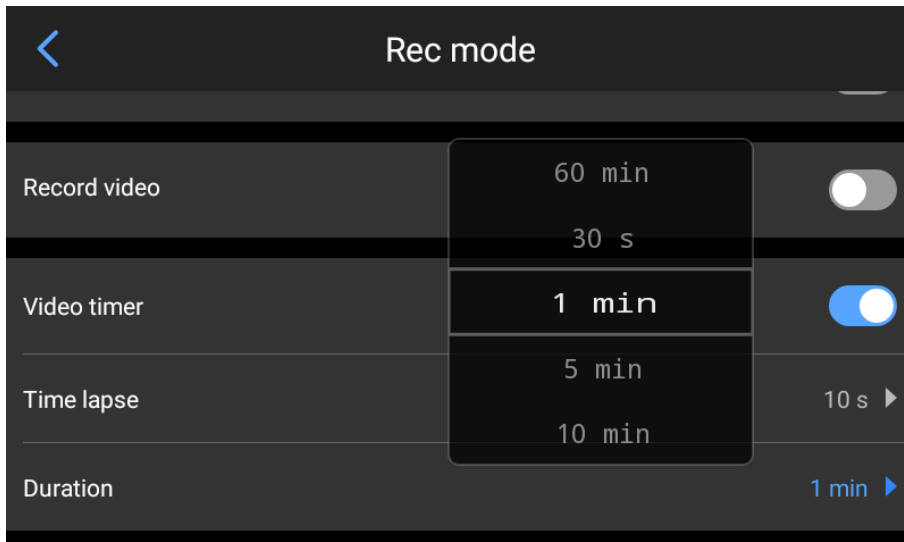 Rec mode
Record video
60 min
30 s
Video timer
1 min
5 min
Time lapse
10 s
10 min
Duration
1 min